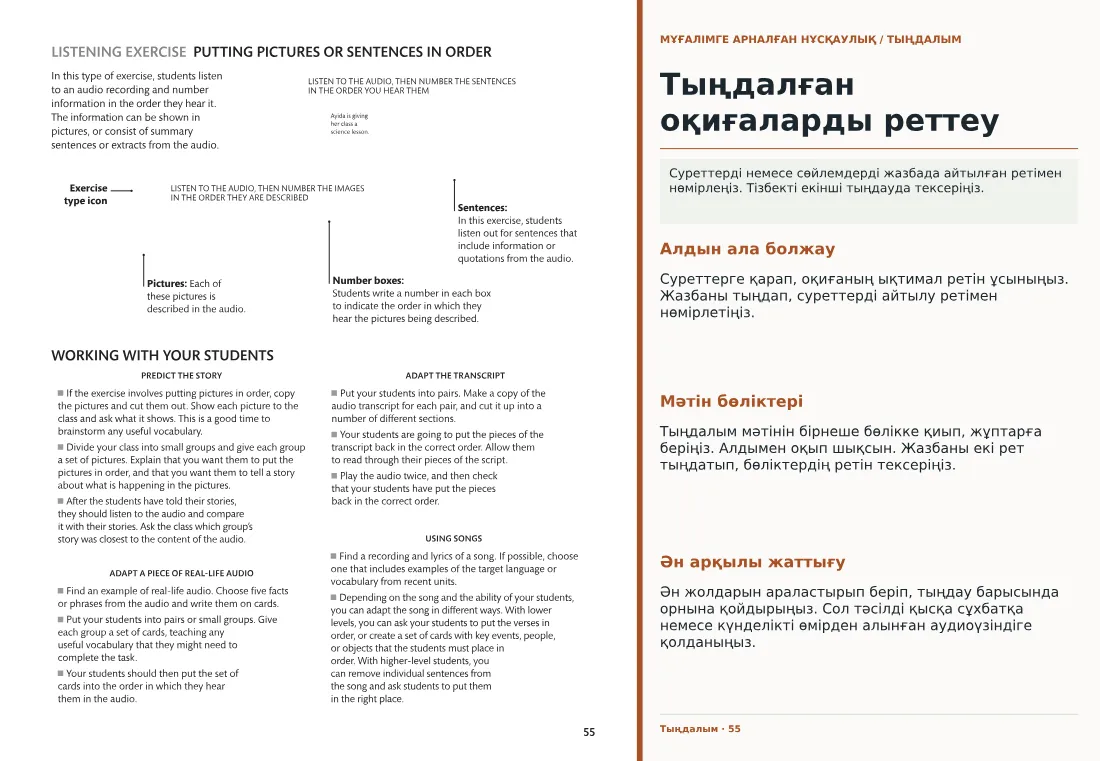 LISTENING EXERCISE PUTTING PICTURES OR SENTENCES IN ORDER
In this type of exercise, students listen
to an audio recording and number
information in the order they hear it.
The information can be shown in
pictures, or consist of summary
sentences or extracts from the audio.
LISTEN TO THE AUDIO, THEN NUMBER THE SENTENCES
IN THE ORDER YOU HEAR THEM
Ayida is giving
her class a
science lesson.
Exercise
type icon
LISTEN TO THE AUDIO, THEN NUMBER THE IMAGES
IN THE ORDER THEY ARE DESCRIBED
Sentences:
In this exercise, students
listen out for sentences that
include information or
quotations from the audio.
Pictures: Each of
these pictures is
described in the audio.
Number boxes:
Students write a number in each box
to indicate the order in which they
hear the pictures being described.
WORKING WITH YOUR STUDENTS
PREDICT THE STORY
■ If the exercise involves putting pictures in order, copy
the pictures and cut them out. Show each picture to the
class and ask what it shows. This is a good time to
brainstorm any useful vocabulary.
■ Divide your class into small groups and give each group
a set of pictures. Explain that you want them to put the
pictures in order, and that you want them to tell a story
about what is happening in the pictures.
■ After the students have told their stories,
they should listen to the audio and compare
it with their stories. Ask the class which group's
story was closest to the content of the audio.
ADAPT A PIECE OF REAL-LIFE AUDIO
■ Find an example of real-life audio. Choose five facts
or phrases from the audio and write them on cards.
■ Put your students into pairs or small groups. Give
each group a set of cards, teaching any
useful vocabulary that they might need to
complete the task.
■ Your students should then put the set of
cards into the order in which they hear
them in the audio.
ADAPT THE TRANSCRIPT
■ Put your students into pairs. Make a copy of the
audio transcript for each pair, and cut it up into a
number of different sections.
■ Your students are going to put the pieces of the
transcript back in the correct order. Allow them
to read through their pieces of the script.
■ Play the audio twice, and then check
that your students have put the pieces
back in the correct order.
USING SONGS
■ Find a recording and lyrics of a song. If possible, choose
one that includes examples of the target language or
vocabulary from recent units.
■ Depending on the song and the ability of your students,
you can adapt the song in different ways. With lower
levels, you can ask your students to put the verses in
order, or create a set of cards with key events, people,
or objects that the students must place in
order. With higher-level students, you
can remove individual sentences from
the song and ask students to put them
in the right place.
55
МҰҒАЛІМГЕ АРНАЛҒАН НҰСҚАУЛЫҚ / ТЫҢДАЛЫМ
Тыңдалған
оқиғаларды реттеу
Суреттерді немесе сөйлемдерді жазбада айтылған ретімен
нөмірлеңіз. Тізбекті екінші тыңдауда тексеріңіз.
Алдын ала болжау
Суреттерге қарап, оқиғаның ықтимал ретін ұсыныңыз.
Жазбаны тыңдап, суреттерді айтылу ретімен
нөмірлетіңіз.
Мәтін бөліктері
Тыңдалым мәтінін бірнеше бөлікке қиып, жұптарға
беріңіз. Алдымен оқып шықсын. Жазбаны екі рет
тыңдатып, бөліктердің ретін тексеріңіз.
Ән арқылы жаттығу
Ән жолдарын араластырып беріп, тыңдау барысында
орнына қойдырыңыз. Сол тәсілді қысқа сұхбатқа
немесе күнделікті өмірден алынған аудиоүзіндіге
қолданыңыз.
Тыңдалым · 55